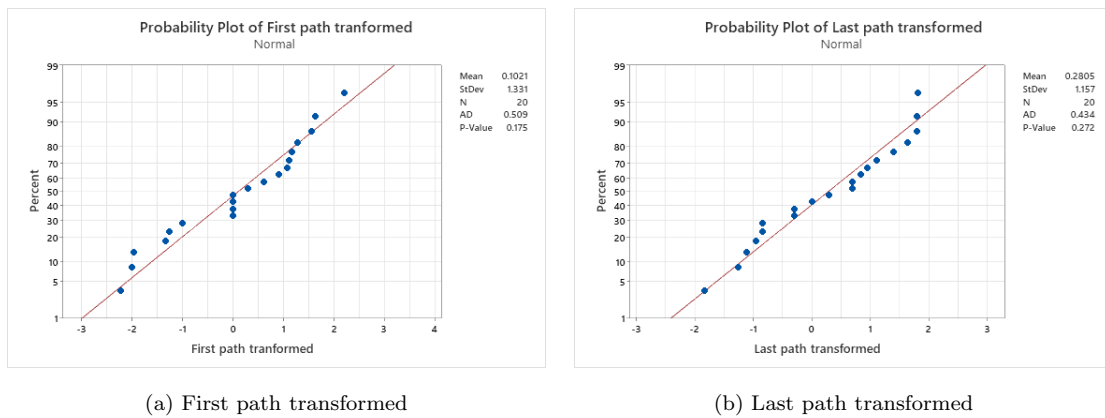 Probability Plot of First path tranformed
Normal
99
95
90
80
70
60
50
40
30
20
10
5
1
Percent
-3 -2 -1 0 1 2 3 4
First path tranformed
Mean 0.1021
StDev 1.331
N 20
AD 0.509
P-Value 0.175
(a) First path transformed
Probability Plot of Last path transformed
Normal
99
95
90
80
70
60
50
40
30
20
10
5
1
Percent
-3 -2 -1 0 1 2 3
Last path transformed
Mean 0.2805
StDev 1.157
N 20
AD 0.434
P-Value 0.272
(b) Last path transformed